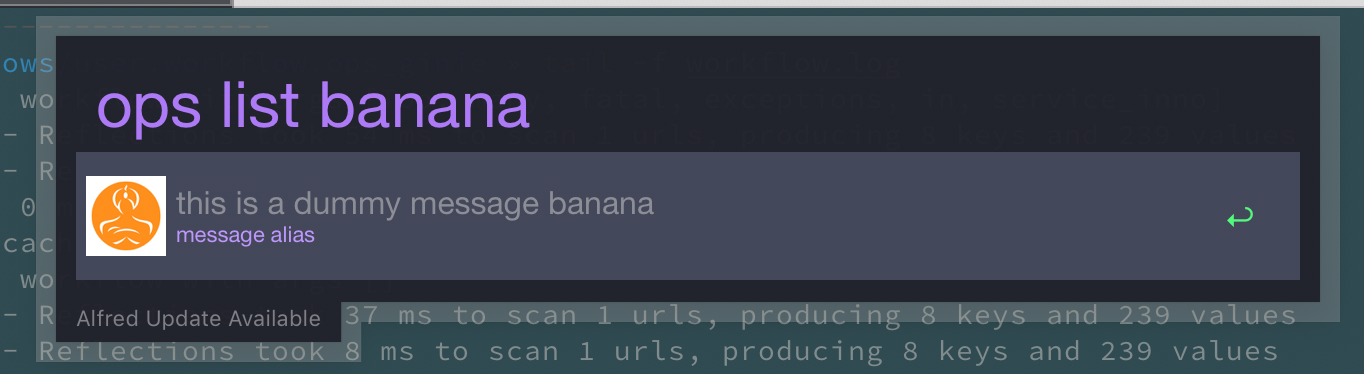 ows
ops list banana
this is a dummy message banana
message alias
cach
Alfred Update Available
37 ms to scan 1 urls, producing 8 keys and 239 values
- Reflections took 8 ms to scan 1 urls, producing 8 keys and 239 values